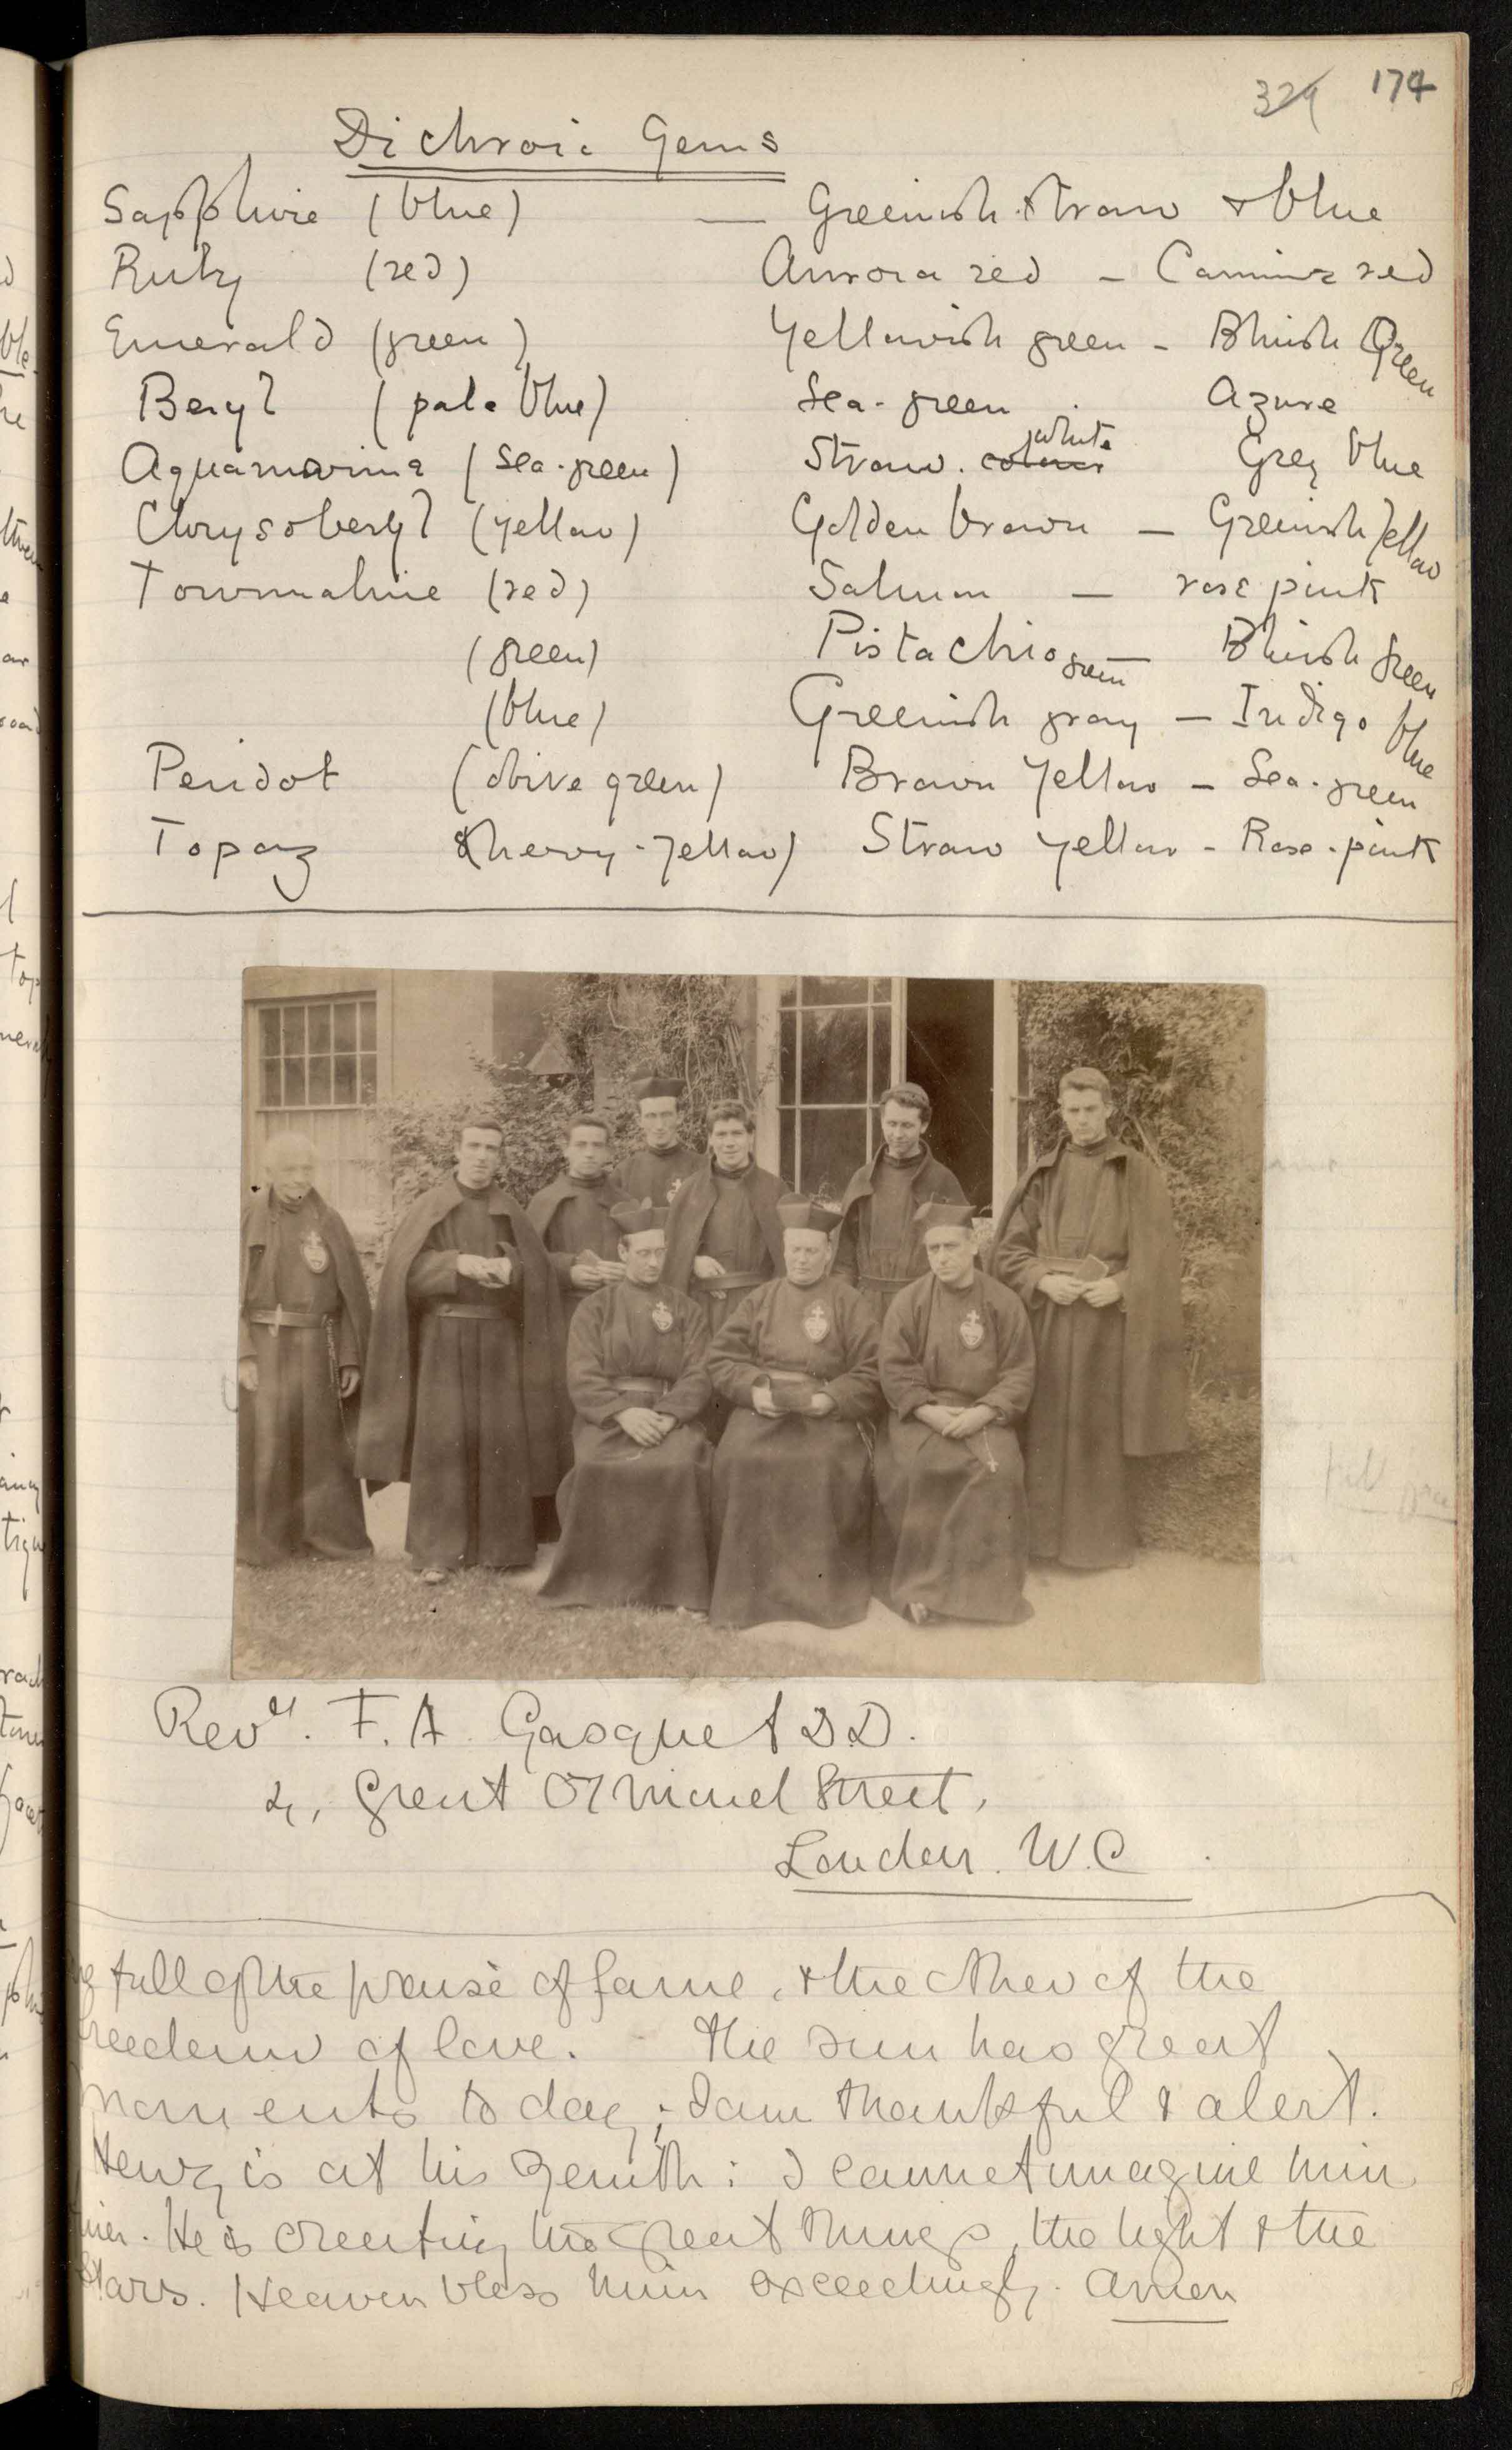 324 174
Dichroic Gems
Sapphire (blue) — Greenish straw & blue
Ruby (red) Aurora red - Carmine red
Emerald (green) Yellowish green - Bluish Green
Beryl (pale blue) Sea-green Azure
Aquamarine (sea-green) Straw. colour white Grey blue
Chrysoberyl (yellow) Golden brown — Greenish Yellow
Tourmaline (red) Salmon — rose pink
(green) Pistachio green — Bluish green
(blue) Greenish gray — Indigo blue
Peridot (olive green) Brown Yellow - Sea-green
Topaz (sherry-yellow) Straw Yellow - Rose-pink
Revd. F. A. Gasquet D.D.
4, Great Ormond Street,
London. W.C
full of the praise of fame, & the other of the
freedom of love. The sun has great
moments to day; I am thankful & alert.
Henry is at his Zenith: I cannot imagine him
He is creating the great things, the light & the
Stars. Heaven bless him exceedingly. Amen